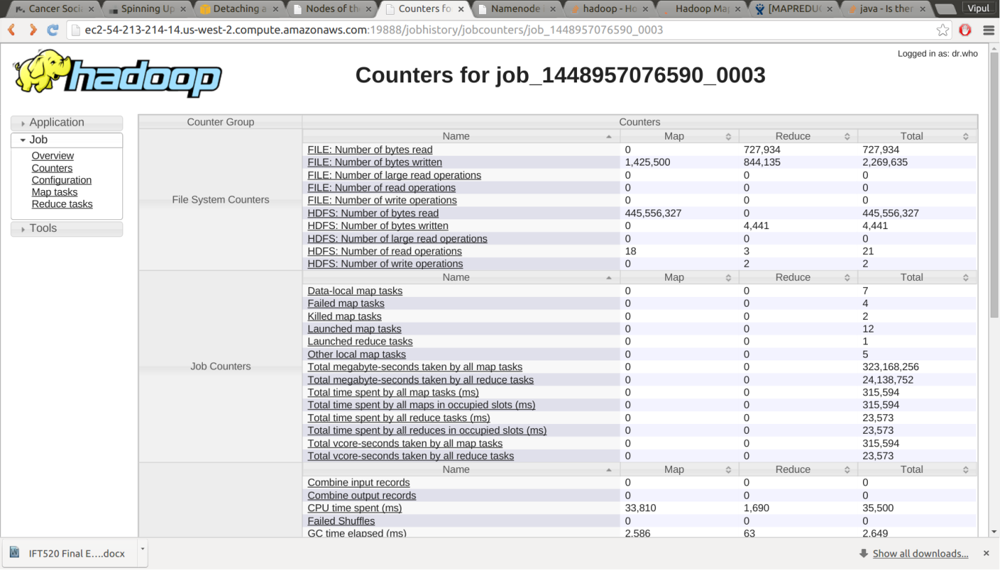 Cancer Socia
Spinning Up
Detaching a
Nodes of th
Counters fo
Namenode
hadoop - Ho
Hadoop Map
[MAPREDUC
java - Is ther
Vipul
ec2-54-213-214-14.us-west-2.compute.amazonaws.com:19888/jobhistory/jobcounters/job_1448957076590_0003
Logged in as: dr.who
hadoop
Counters for job_1448957076590_0003
Application
Job
Overview
Counters
Configuration
Map tasks
Reduce tasks
Tools
Counter Group Counters
File System Counters
Name Map Reduce Total
FILE: Number of bytes read 0 727,934 727,934
FILE: Number of bytes written 1,425,500 844,135 2,269,635
FILE: Number of large read operations 0 0 0
FILE: Number of read operations 0 0 0
FILE: Number of write operations 0 0 0
HDFS: Number of bytes read 445,556,327 0 445,556,327
HDFS: Number of bytes written 0 4,441 4,441
HDFS: Number of large read operations 0 0 0
HDFS: Number of read operations 18 3 21
HDFS: Number of write operations 0 2 2
Job Counters
Name Map Reduce Total
Data-local map tasks 0 0 7
Failed map tasks 0 0 4
Killed map tasks 0 0 2
Launched map tasks 0 0 12
Launched reduce tasks 0 0 1
Other local map tasks 0 0 5
Total megabyte-seconds taken by all map tasks 0 0 323,168,256
Total megabyte-seconds taken by all reduce tasks 0 0 24,138,752
Total time spent by all map tasks (ms) 0 0 315,594
Total time spent by all maps in occupied slots (ms) 0 0 315,594
Total time spent by all reduce tasks (ms) 0 0 23,573
Total time spent by all reduces in occupied slots (ms) 0 0 23,573
Total vcore-seconds taken by all map tasks 0 0 315,594
Total vcore-seconds taken by all reduce tasks 0 0 23,573
Name Map Reduce Total
Combine input records 0 0 0
Combine output records 0 0 0
CPU time spent (ms) 33,810 1,690 35,500
Failed Shuffles 0 0 0
GC time elapsed (ms) 2,586 63 2,649
IFT520 Final E....docx
Show all downloads...